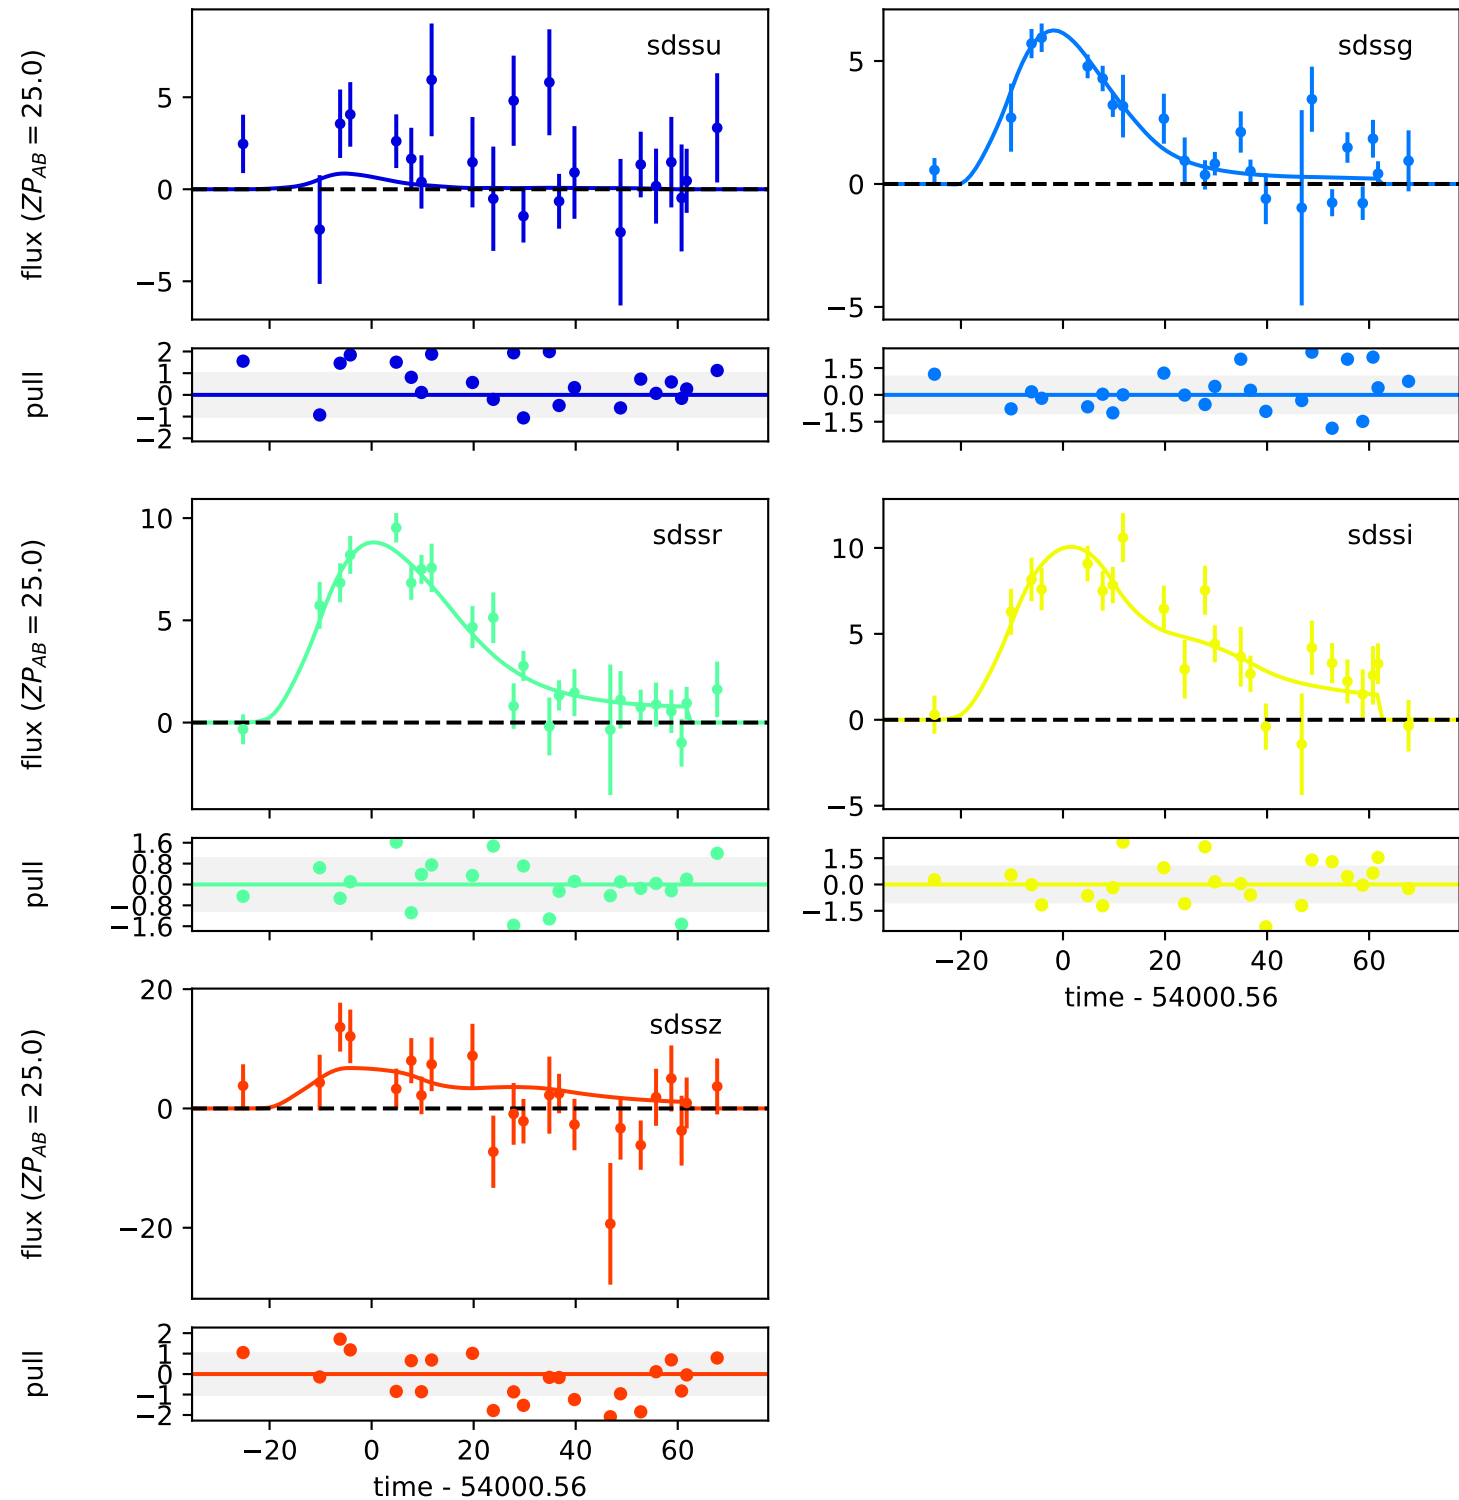 flux (ZP_AB = 25.0)
5
0
−5
sdssu
5
0
−5
sdssg
pull
2
1
0
−1
−2
1.5
0.0
−1.5
flux (ZP_AB = 25.0)
10
5
0
sdssr
10
5
0
−5
sdssi
pull
1.6
0.8
0.0
−0.8
−1.6
1.5
0.0
−1.5
−20 0 20 40 60
time - 54000.56
flux (ZP_AB = 25.0)
20
0
−20
sdssz
pull
2
1
0
−1
−2
−20 0 20 40 60
time - 54000.56